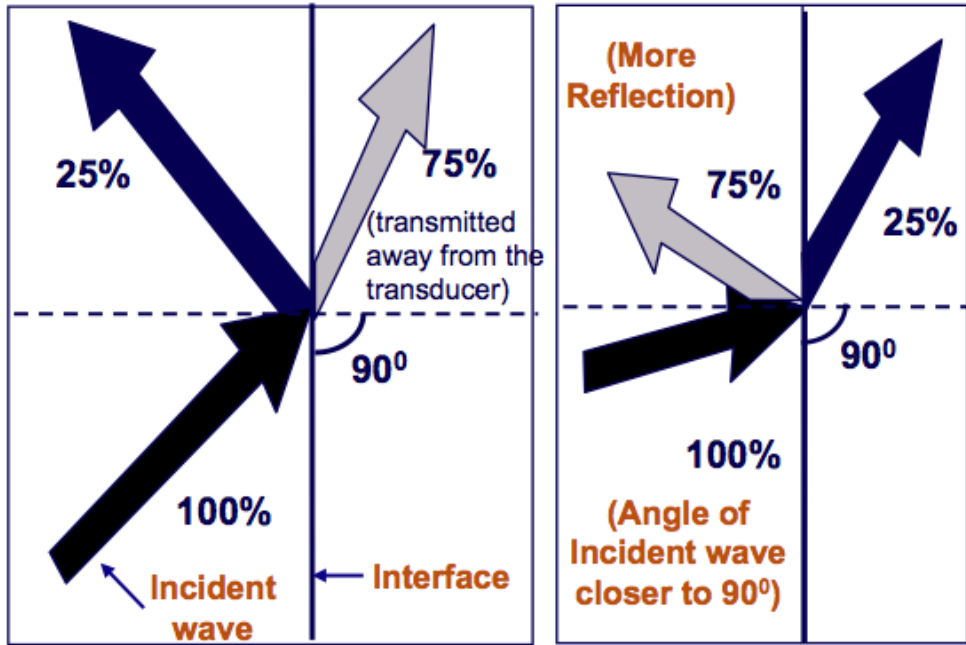 25%
75%
(transmitted
away from the
transducer)
90⁰
100%
Incident
wave
Interface
(More
Reflection)
75%
25%
90⁰
100%
(Angle of
Incident wave
closer to 90⁰)